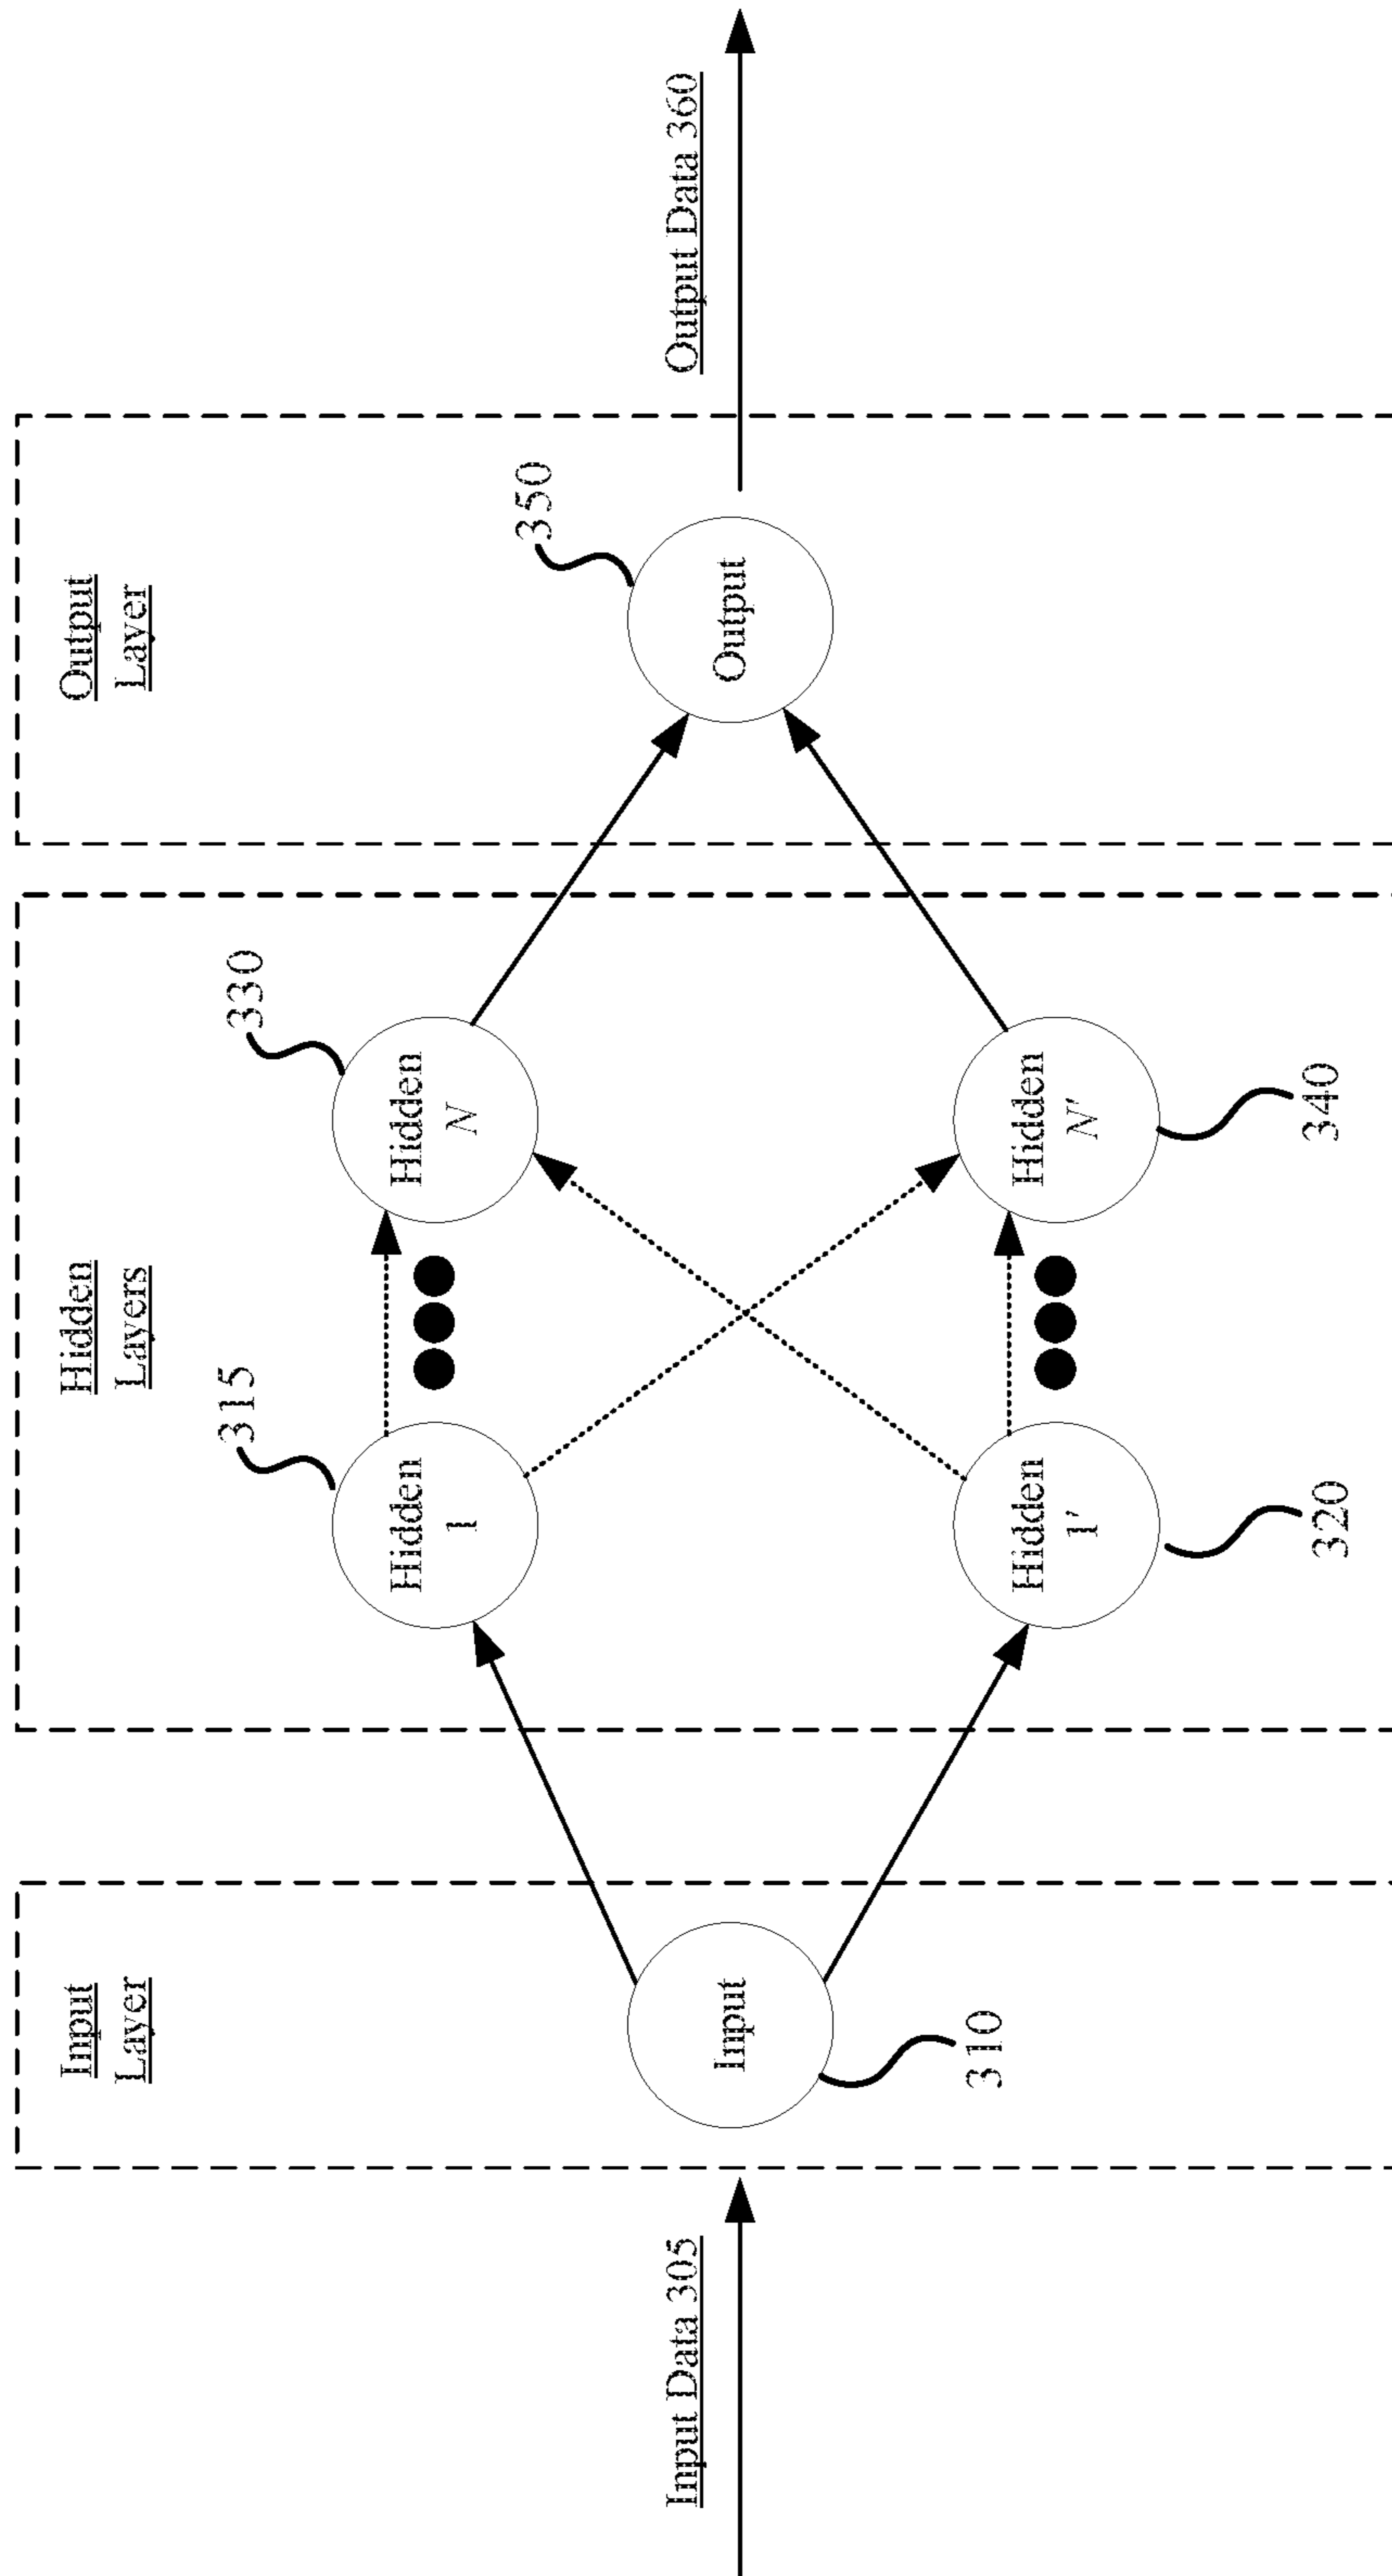 Input
Layer
Hidden
Layers
Output
Layer
Input Data 305
Input
310
Hidden
1
315
Hidden
1'
320
Hidden
N
330
Hidden
N'
340
Output
350
Output Data 360